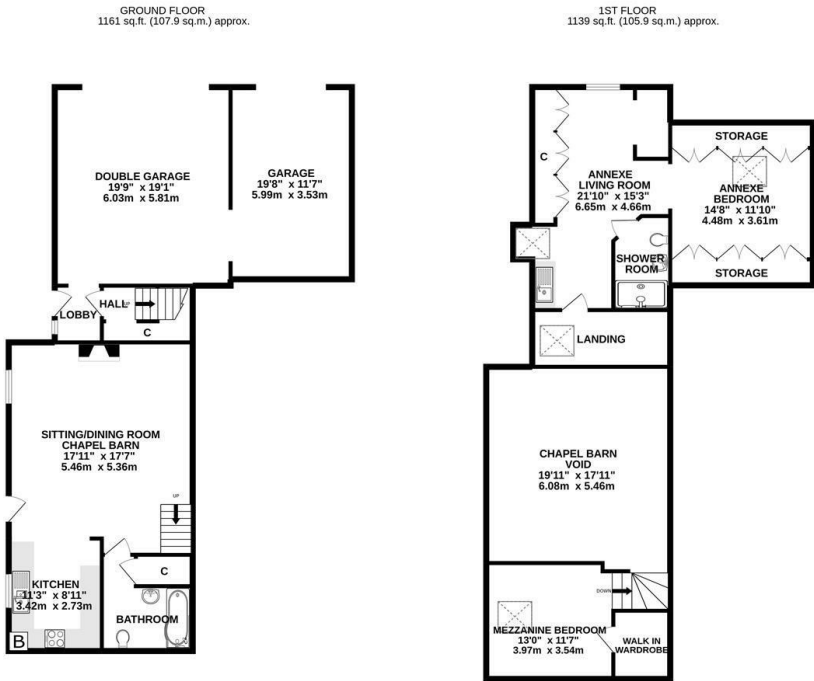 GROUND FLOOR
1161 sq.ft. (107.9 sq.m.) approx.
DOUBLE GARAGE
19'9" x 19'1"
6.03m x 5.81m
GARAGE
19'8" x 11'7"
5.99m x 3.53m
LOBBY
HALL
UP
C
SITTING/DINING ROOM
CHAPEL BARN
17'11" x 17'7"
5.46m x 5.36m
UP
C
KITCHEN
11'3" x 8'11"
3.42m x 2.73m
BATHROOM
B
1ST FLOOR
1139 sq.ft. (105.9 sq.m.) approx.
C
ANNEXE
LIVING ROOM
21'10" x 15'3"
6.65m x 4.66m
STORAGE
ANNEXE
BEDROOM
14'8" x 11'10"
4.48m x 3.61m
STORAGE
SHOWER
ROOM
LANDING
CHAPEL BARN
VOID
19'11" x 17'11"
6.08m x 5.46m
DOWN
MEZZANINE BEDROOM
13'0" x 11'7"
3.97m x 3.54m
WALK IN
WARDROBE